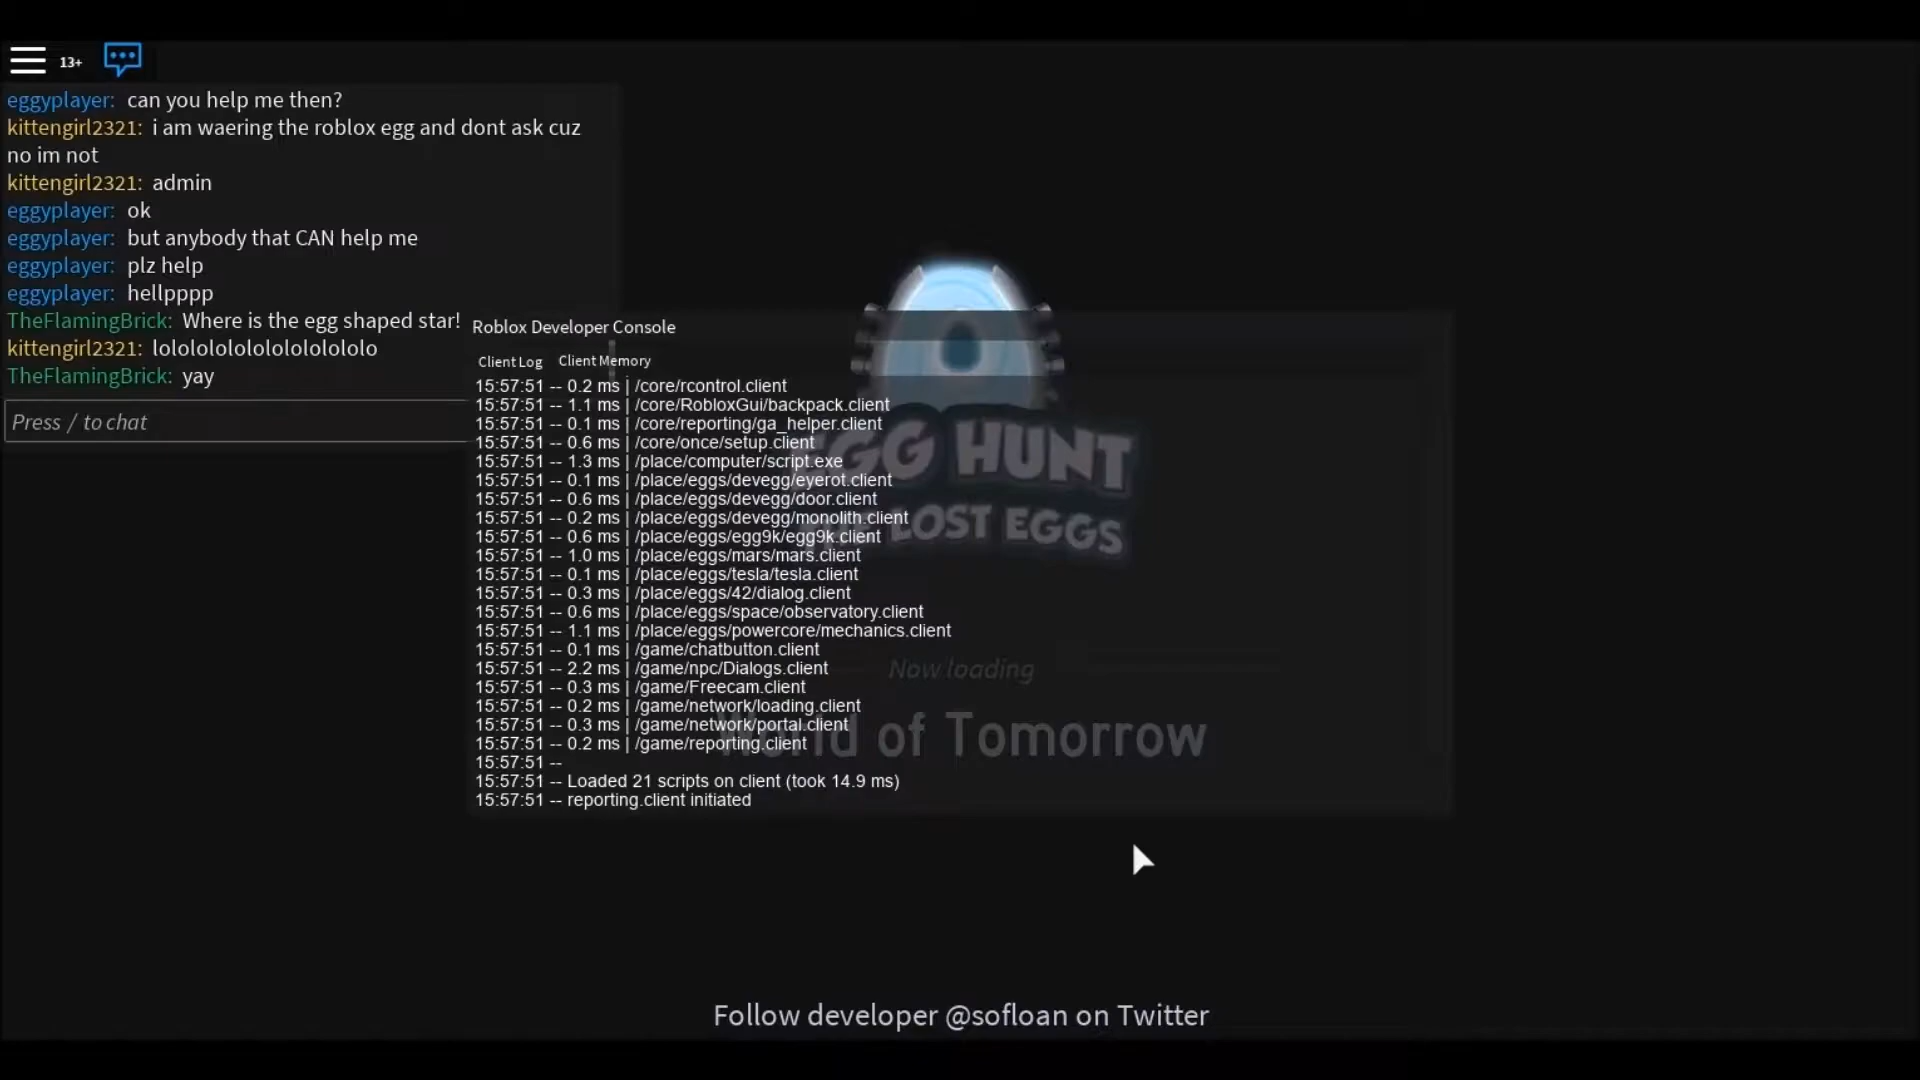 13+
eggyplayer: can you help me then?
kittengirl2321: i am waering the roblox egg and dont ask cuz
no im not
kittengirl2321: admin
eggyplayer: ok
eggyplayer: but anybody that CAN help me
eggyplayer: plz help
eggyplayer: hellpppp
TheFlamingBrick: Where is the egg shaped star!
kittengirl2321: lolololololololololololo
TheFlamingBrick: yay
Press / to chat
Roblox Developer Console
Client Log Client Memory
15:57:51 -- 0.2 ms | /core/rcontrol.client
15:57:51 -- 1.1 ms | /core/RobloxGui/backpack.client
15:57:51 -- 0.1 ms | /core/reporting/ga_helper.client
15:57:51 -- 0.6 ms | /core/once/setup.client
15:57:51 -- 1.3 ms | /place/computer/script.exe
15:57:51 -- 0.1 ms | /place/eggs/devegg/eyerot.client
15:57:51 -- 0.6 ms | /place/eggs/devegg/door.client
15:57:51 -- 0.2 ms | /place/eggs/devegg/monolith.client
15:57:51 -- 0.6 ms | /place/eggs/egg9k/egg9k.client
15:57:51 -- 1.0 ms | /place/eggs/mars/mars.client
15:57:51 -- 0.1 ms | /place/eggs/tesla/tesla.client
15:57:51 -- 0.3 ms | /place/eggs/42/dialog.client
15:57:51 -- 0.6 ms | /place/eggs/space/observatory.client
15:57:51 -- 1.1 ms | /place/eggs/powercore/mechanics.client
15:57:51 -- 0.1 ms | /game/chatbutton.client
15:57:51 -- 2.2 ms | /game/npc/Dialogs.client
15:57:51 -- 0.3 ms | /game/Freecam.client
15:57:51 -- 0.2 ms | /game/network/loading.client
15:57:51 -- 0.3 ms | /game/network/portal.client
15:57:51 -- 0.2 ms | /game/reporting.client
15:57:51 --
15:57:51 -- Loaded 21 scripts on client (took 14.9 ms)
15:57:51 -- reporting.client initiated
EGG HUNT
THE LOST EGGS
Now loading
World of Tomorrow
Follow developer @sofloan on Twitter